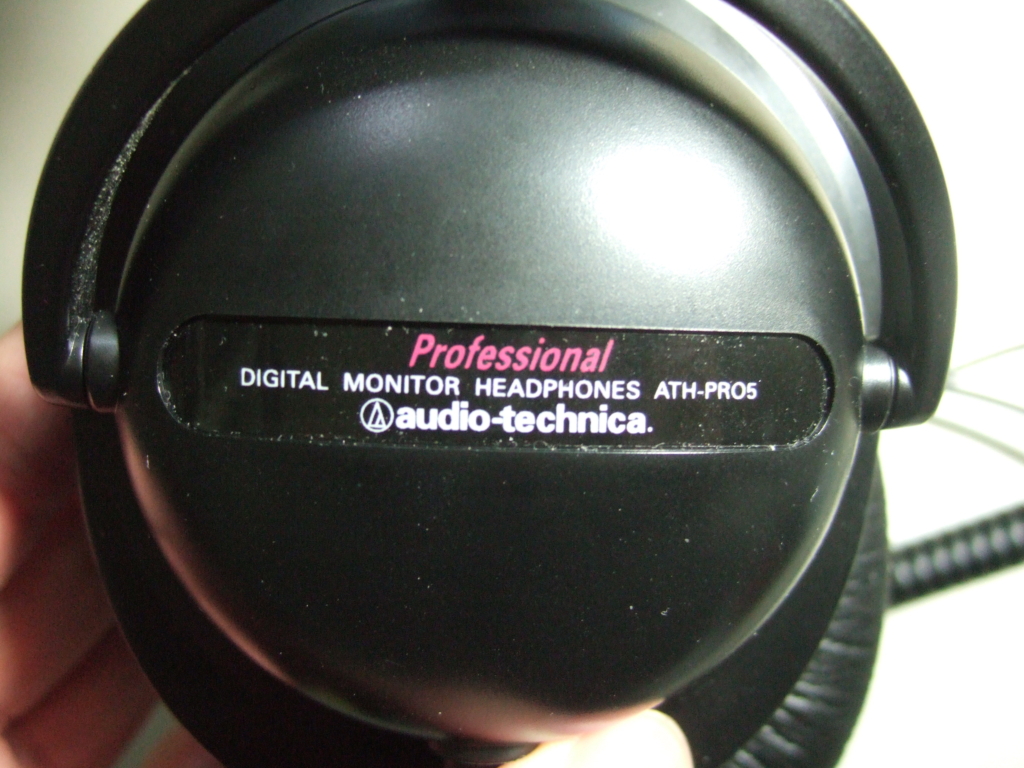 Professional
DIGITAL MONITOR HEADPHONES ATH-PRO5
audio-technica.